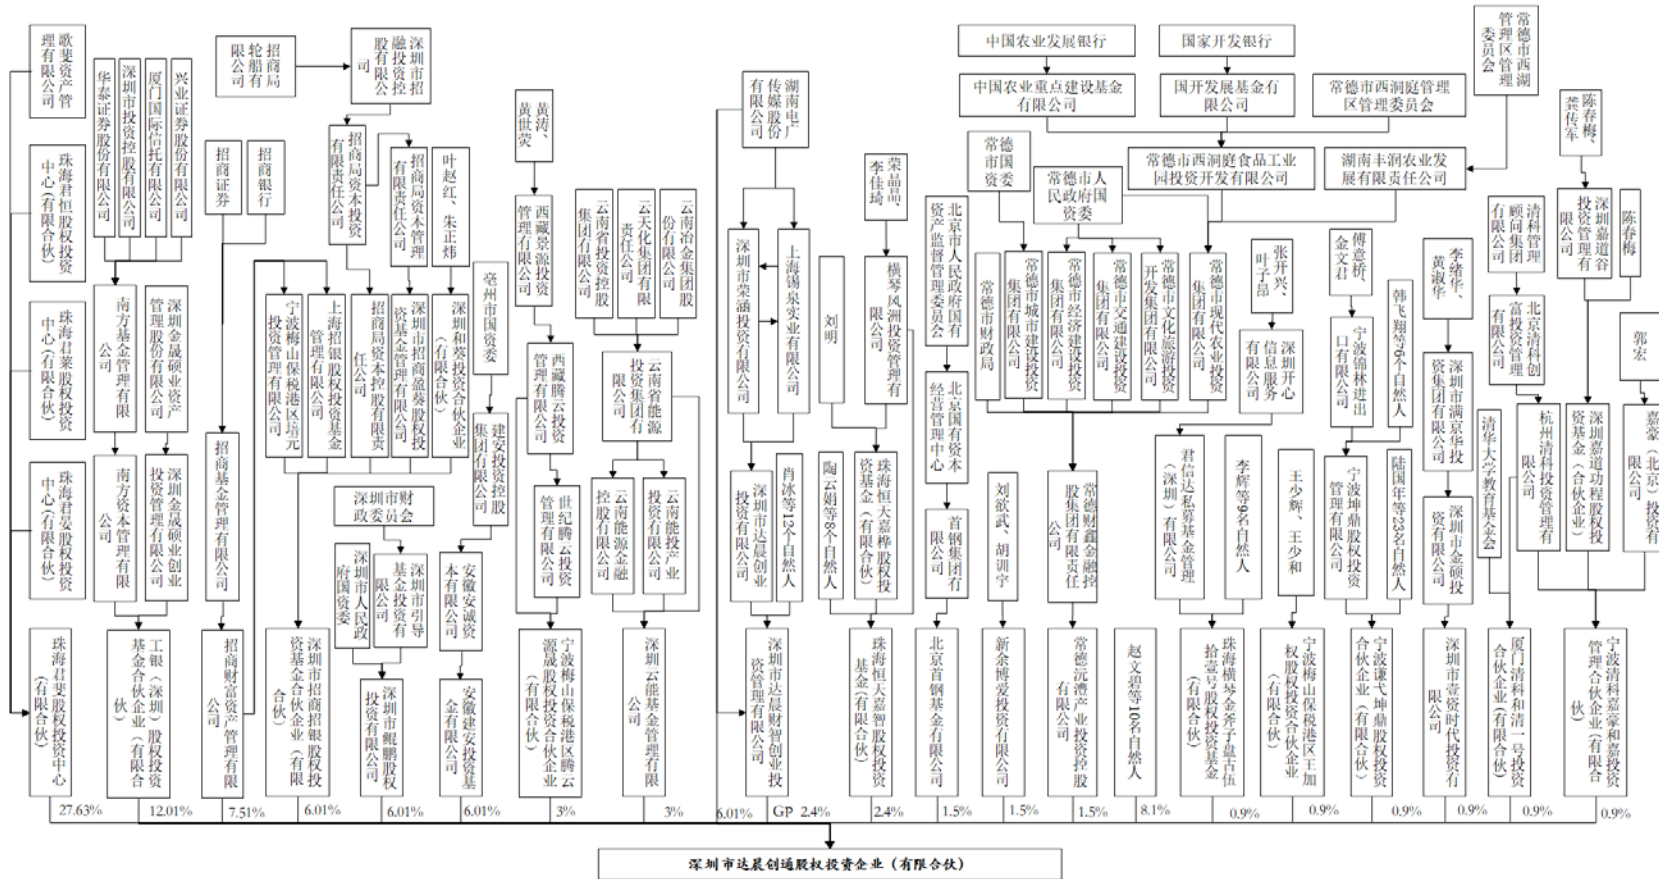 歌斐资产管
理有限公司
珠海君恒股权投资
中心（有限合伙）
珠海君莱股权投资
中心（有限合伙）
珠海君晏股权投资
中心（有限合伙）
珠海君斐股权投资中心
（有限合伙）
华泰证券股份有限公司
深圳市投资控股有限公司
厦门国际信托有限公司
兴业证券股份有限公司
南方基金管理有限
公司
深圳金晟硕业资产
管理股份有限公司
南方资本管理有限
公司
深圳金晟硕业创业
投资管理有限公司
工银（深圳）股权投资
基金合伙企业（有限合
伙）
招商局
轮船有
限公司
深圳市招
融投资控
股有限公
司
招商证券
招商银行
招商基金管理有限公司
招商财富资产管理有限
公司
招商局资本投资
有限责任公司
招商局资本管理
有限责任公司
叶赵红、朱正炜
宁波梅山保税港区培元
投资管理有限公司
上海招银股权投资基金
管理有限公司
招商局资本控股有限责
任公司
深圳市招商盈葵股权投
资基金管理有限公司
深圳和葵投资合伙企业
（有限合伙）
深圳市招商招银股权投
资基金合伙企业（有限
合伙）
深圳市财
政委员会
深圳市人民政
府国资委
深圳市引导
基金投资有
限公司
深圳市鲲鹏股权
投资有限公司
亳州市国资委
建安投资控股
集团有限公司
安徽安诚资
本有限公司
安徽建安投资基
金有限公司
黄涛、
黄世荧
西藏景源投资
管理有限公司
西藏腾云投资
管理有限公司
世纪腾云投资
管理有限公司
宁波梅山保税港区腾云
源晟股权投资合伙企业
（有限合伙）
云南省投资控股
集团有限公司
云天化集团有限
责任公司
云南冶金集团股
份有限公司
云南省能源
投资集团有
限公司
云南能源金融
控股有限公司
云南能投产业
投资有限公司
深圳云能基金管理有限
公司
湖南电广
传媒股份
有限公司
深圳市荣涵投资有限公司
上海锡泉实业有限公司
深圳市达晨创业
投资有限公司
肖冰等12个自然人
深圳市达晨财智创业投
资管理有限公司
刘明
荣晶晶、
李佳琦
横琴风洲投资管理有
限公司
陶云娟等8个自然人
珠海恒大嘉桦股权投
资基金（有限合伙）
珠海恒大嘉智股权投资
基金（有限合伙）
北京市人民政府国有
资产监督管理委员会
北京国有资本
经营管理中心
首钢集团有
限公司
北京首钢基金有限公司
刘欲武、胡训宇
新余博爱投资有限公司
中国农业发展银行
国家开发银行
中国农业重点建设基金
有限公司
国开发展基金有
限公司
常德市西洞庭管理
区管理委员会
常德市西湖
管理区管理
委员会
常德
市国
资委
常德市人
民政府国
资委
常德市西洞庭食品工业
园投资开发有限公司
湖南丰润农业发
展有限责任公司
常德市财政局
常德市城市建设投资
集团有限公司
常德市经济建设投资
集团有限公司
常德市交通建设投资
集团有限公司
常德市文化旅游投资
开发集团有限公司
常德市现代农业投资
集团有限公司
常德财鑫金融控
股集团有限责任
公司
常德沅澧产业投资控股
有限公司
赵文碧等10名自然人
张开兴、
叶子昂
深圳开心
信息服务
有限公司
君信达私募基金管理
（深圳）有限公司
李辉等9名自然人
珠海横琴金斧子盘古伍
拾壹号股权投资基金
（有限合伙）
王少辉、王少和
宁波梅山保税港区王加
权股权投资合伙企业
（有限合伙）
傅意桥、
金文君
宁波锦林进出
口有限公司
韩飞翔等6个自然人
宁波坤鼎股权投资
管理有限公司
陆国年等23名自然人
宁波谦弋坤鼎股权投资
合伙企业（有限合伙）
李绪华、
黄淑华
深圳市满京华投
资集团有限公司
深圳市金硕投
资有限公司
深圳市壹资时代投资有
限公司
清科管理
顾问集团
有限公司
北京清科创
富投资管理
有限公司
清华大学教育基金会
杭州清科投资管理有
限公司
厦门清科和清一号投资
合伙企业（有限合伙）
陈春梅、
龚传军
深圳嘉道谷
投资管理有
限公司
陈春梅
郭宏
深圳嘉道功程股权投
资基金（合伙企业）
嘉豪（北京）投资有
限公司
宁波清科嘉豪和嘉投资
管理合伙企业（有限合
伙）
27.63%
12.01%
7.51%
6.01%
6.01%
6.01%
3%
3%
6.01%
GP
2.4%
2.4%
1.5%
1.5%
1.5%
8.1%
0.9%
0.9%
0.9%
0.9%
0.9%
0.9%
深圳市达晨创通股权投资企业（有限合伙）